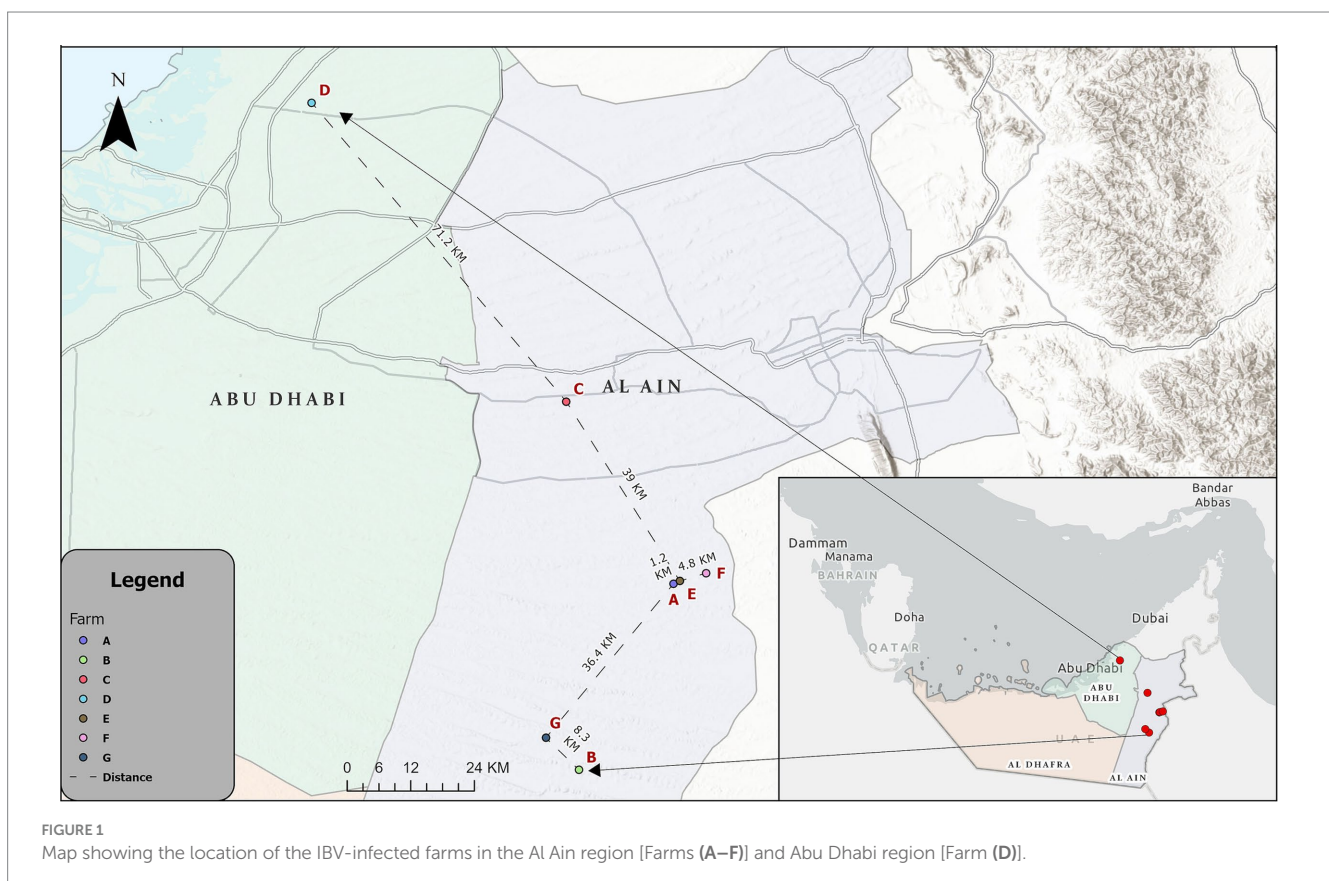 N
D
71.2 KM
C
AL AIN
ABU DHABI
39 KM
1.2,
KM
4.8 KM
F
A
E
36.4 KM
G
8.3
KM
B
0 6 12 24 KM
Legend
Farm
A
B
C
D
E
F
G
Distance
Bandar
Abbas
Dammam
Manama
BAHRAIN
Doha
QATAR
Dubai
Abu Dhabi
ABU
DHABI
UAE
AL DHAFRA
AL AIN
FIGURE 1
Map showing the location of the IBV-infected farms in the Al Ain region [Farms (A–F)] and Abu Dhabi region [Farm (D)].